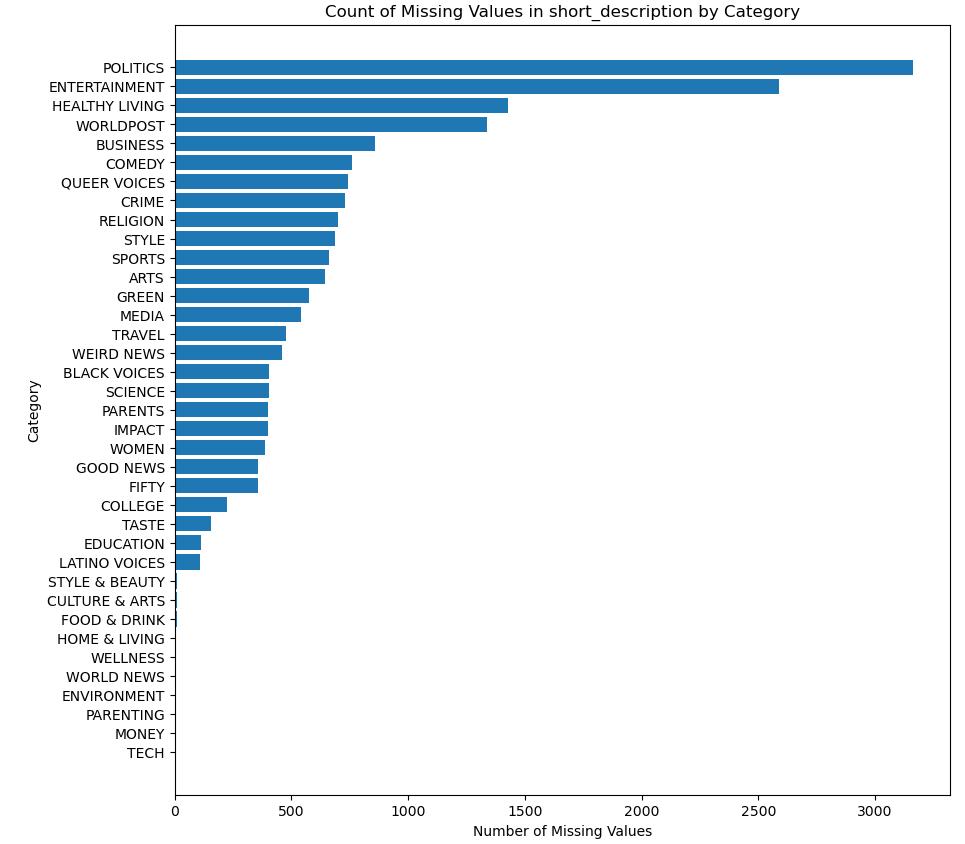 Count of Missing Values in short_description by Category
Category
POLITICS
ENTERTAINMENT
HEALTHY LIVING
WORLDPOST
BUSINESS
COMEDY
QUEER VOICES
CRIME
RELIGION
STYLE
SPORTS
ARTS
GREEN
MEDIA
TRAVEL
WEIRD NEWS
BLACK VOICES
SCIENCE
PARENTS
IMPACT
WOMEN
GOOD NEWS
FIFTY
COLLEGE
TASTE
EDUCATION
LATINO VOICES
STYLE & BEAUTY
CULTURE & ARTS
FOOD & DRINK
HOME & LIVING
WELLNESS
WORLD NEWS
ENVIRONMENT
PARENTING
MONEY
TECH
0 500 1000 1500 2000 2500 3000
Number of Missing Values